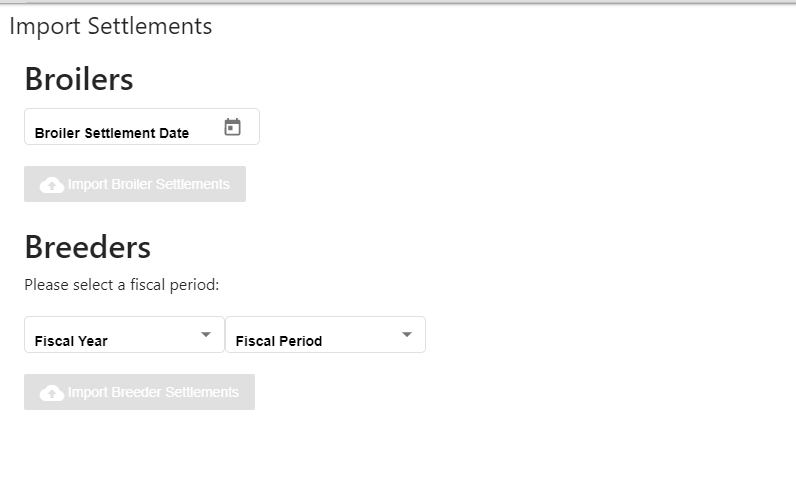 Import Settlements
Broilers
Broiler Settlement Date
Import Broiler Settlements
Breeders
Please select a fiscal period:
Fiscal Year Fiscal Period
Import Breeder Settlements